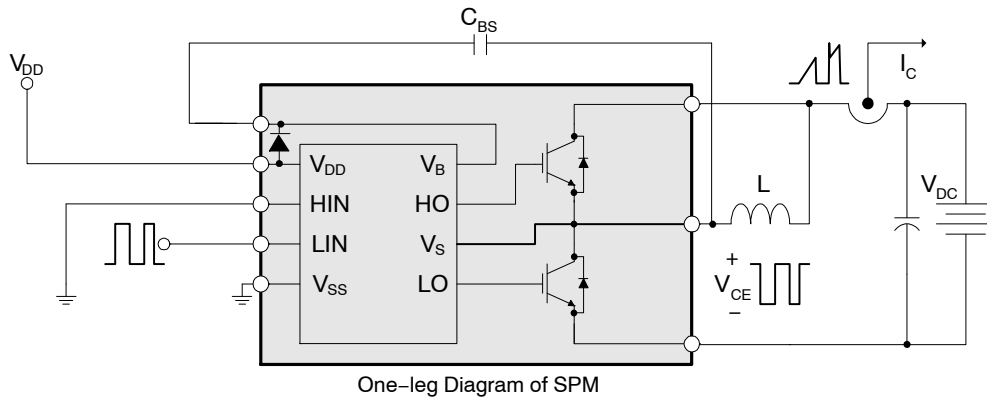 C_BS
V_DD
I_C
V_DD V_B
HIN HO
LIN V_S
V_SS LO
L
V_DC
+
V_CE
−
One−leg Diagram of SPM